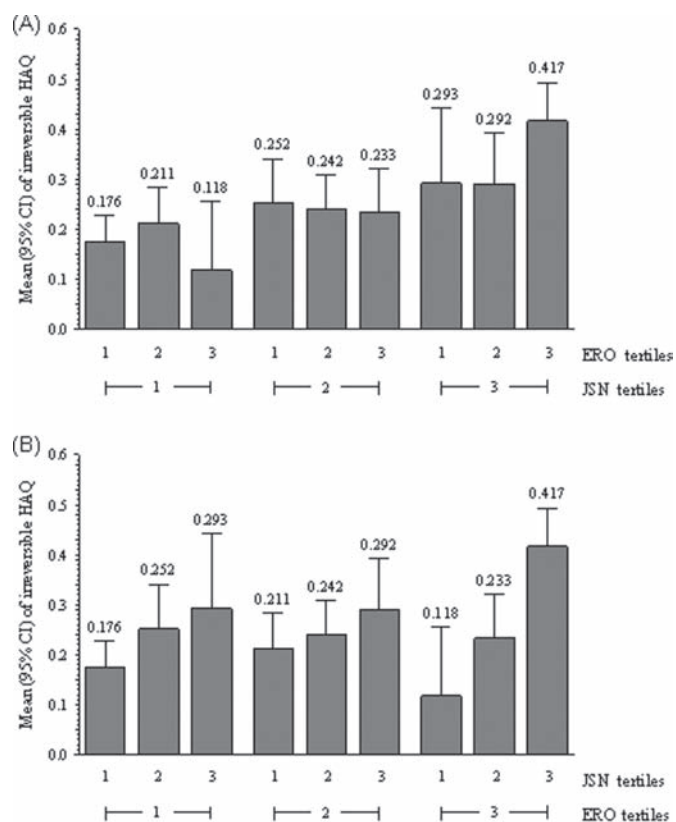 (A)
Mean (95% CI) of irreversible HAQ
0.6
0.5
0.4
0.3
0.2
0.1
0.0
0.176 0.211 0.118 0.252 0.242 0.233 0.293 0.292 0.417
1 2 3 1 2 3 1 2 3 ERO tertiles
1 2 3 JSN tertiles
(B)
Mean (95% CI) of irreversible HAQ
0.6
0.5
0.4
0.3
0.2
0.1
0.0
0.176 0.252 0.293 0.211 0.242 0.292 0.118 0.233 0.417
1 2 3 1 2 3 1 2 3 JSN tertiles
1 2 3 ERO tertiles